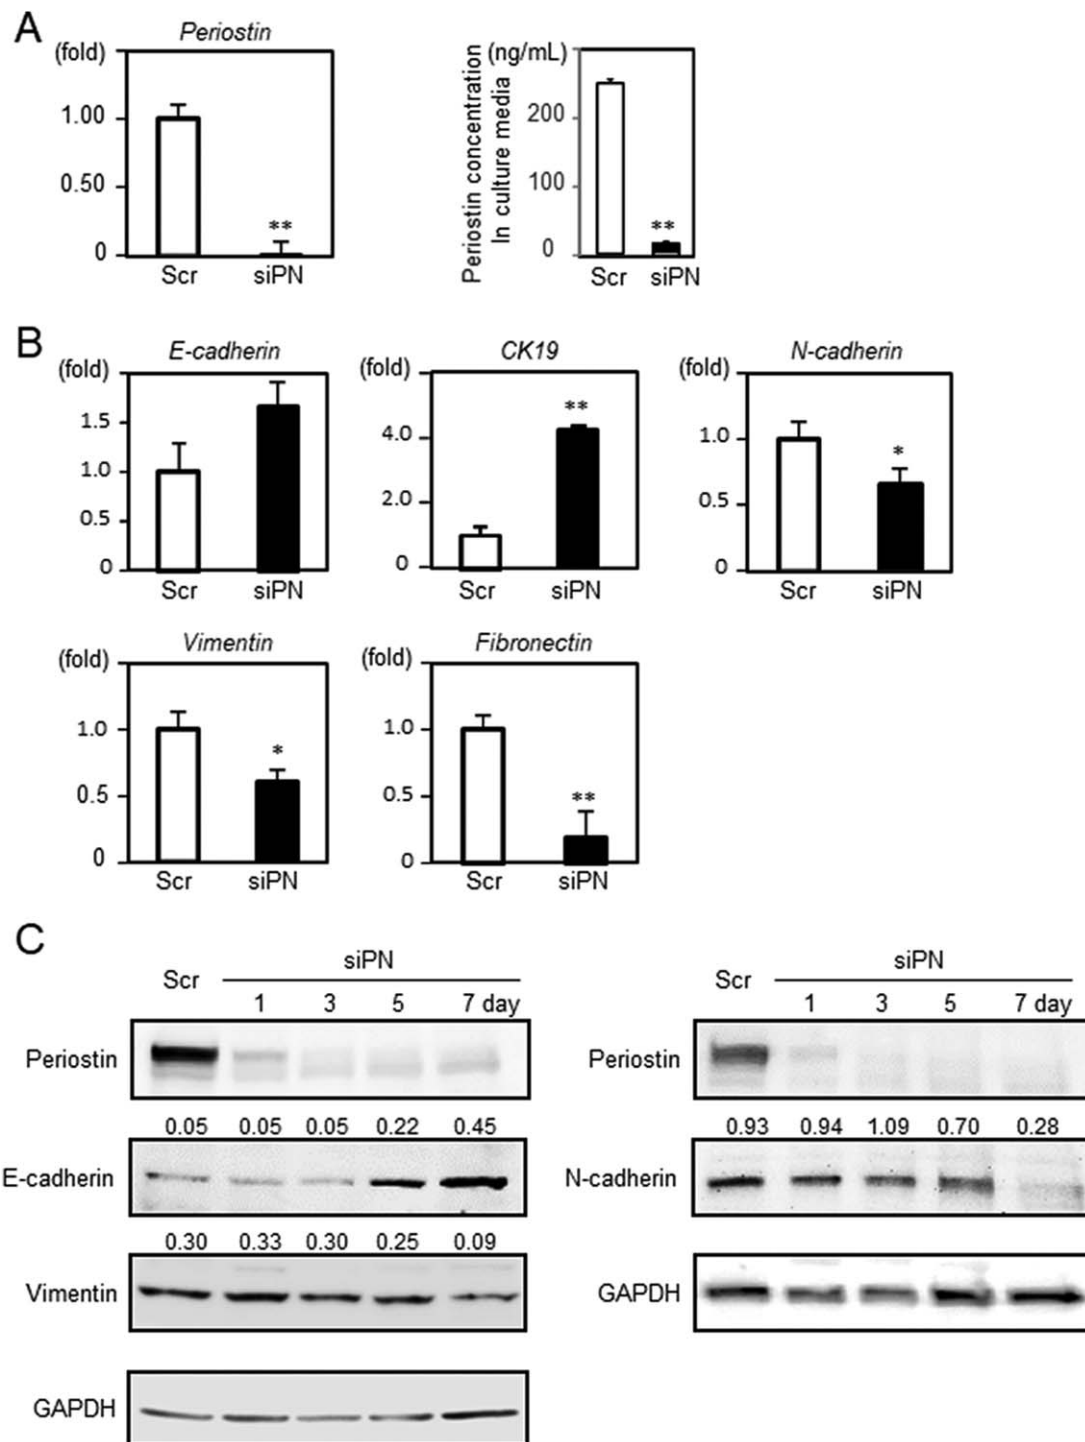 A
Periostin
(fold)
1.00
0.50
0
**
Scr siPN
Periostin concentration
In culture media
(ng/mL)
200
100
0
**
Scr siPN
B
E-cadherin
(fold)
1.5
1.0
0.5
0
Scr siPN
CK19
(fold)
4.0
2.0
0
**
Scr siPN
N-cadherin
(fold)
1.0
0.5
0
*
Scr siPN
Vimentin
(fold)
1.0
0.5
0
*
Scr siPN
Fibronectin
(fold)
1.0
0.5
0
**
Scr siPN
C
Scr siPN
1 3 5 7 day
Periostin
0.05 0.05 0.05 0.22 0.45
E-cadherin
0.30 0.33 0.30 0.25 0.09
Vimentin
GAPDH
Scr siPN
1 3 5 7 day
Periostin
0.93 0.94 1.09 0.70 0.28
N-cadherin
GAPDH